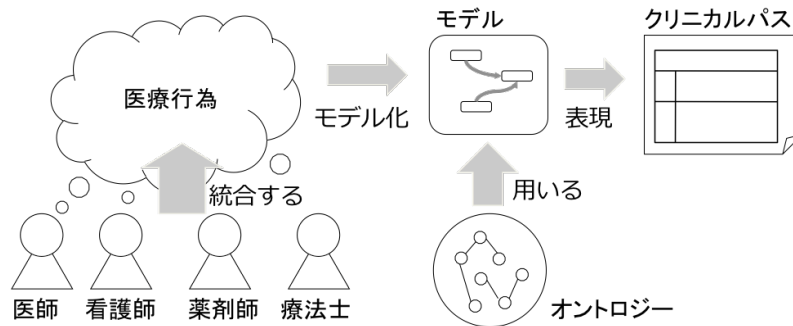 モデル
クリニカルパス
医療行為
モデル化
表現
統合する
用いる
医師
看護師
薬剤師
療法士
オントロジー